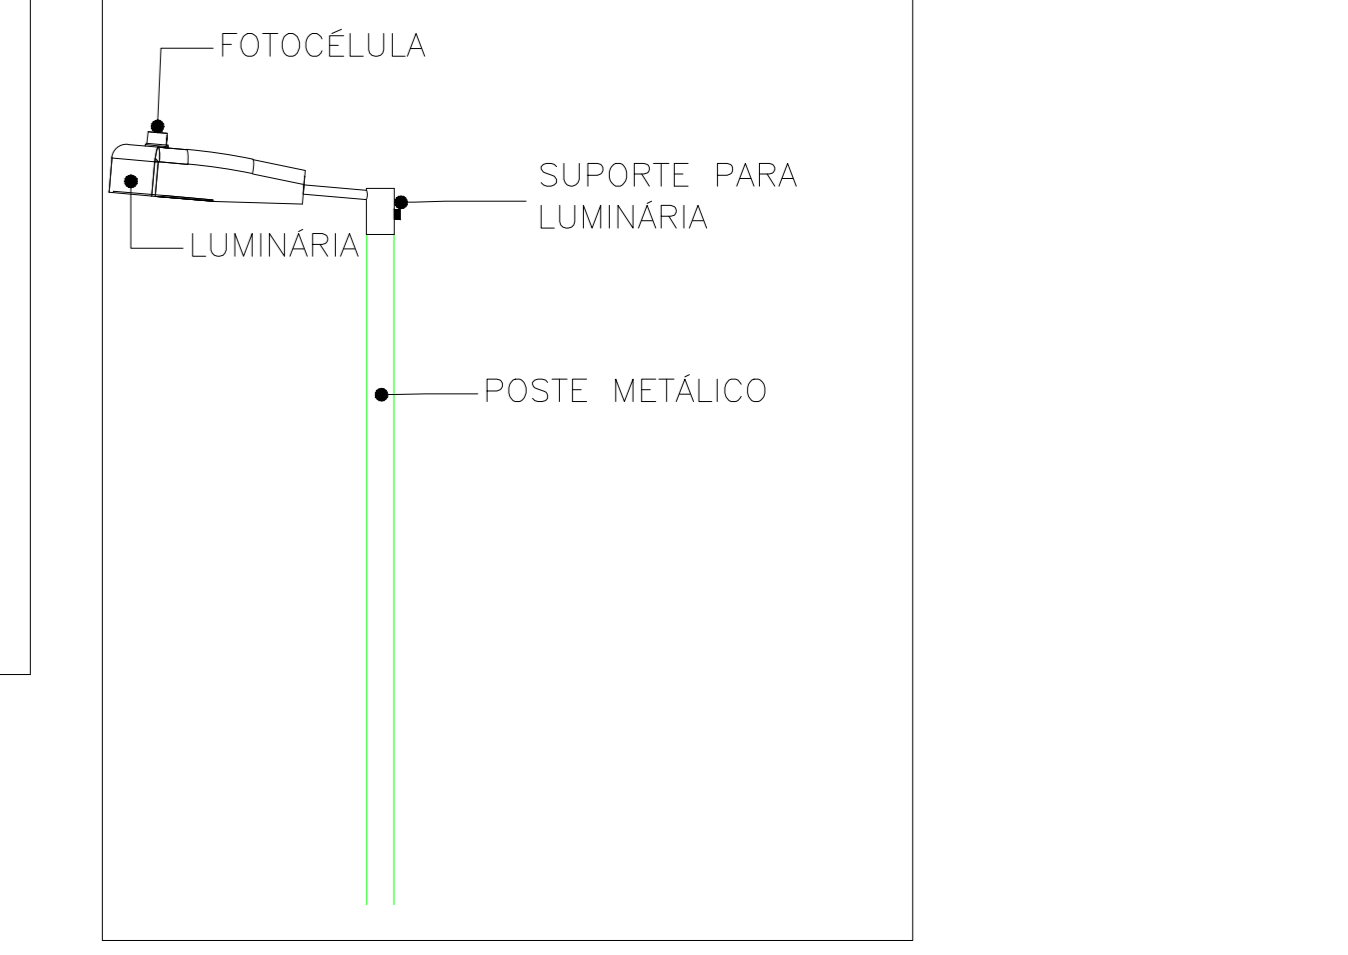 FOTOCÉLULA
SUPORTE PARA
LUMINÁRIA
LUMINÁRIA
POSTE METÁLICO